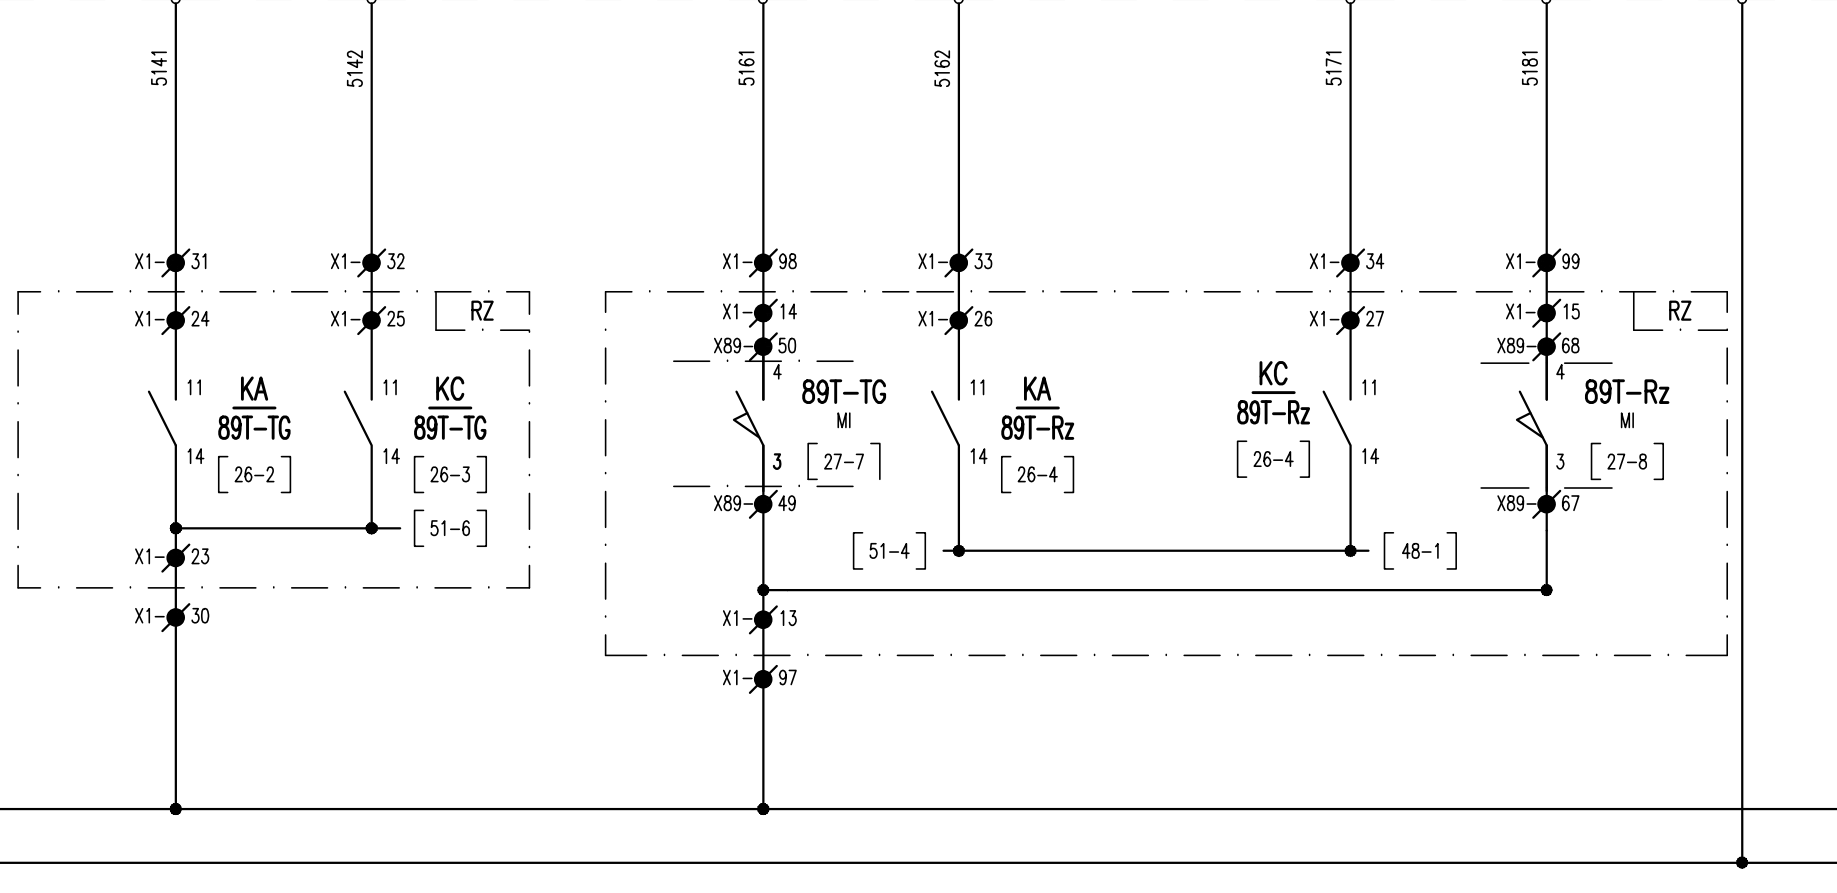 5141
5142
5161
5162
5171
5181
X1-31
X1-32
X1-98
X1-33
X1-34
X1-99
X1-24
X1-25
RZ
X1-14
X1-26
X1-27
X1-15
RZ
X89-50
X89-68
4
4
11
KA
89T-TG
14
[26-2]
11
KC
89T-TG
14
[26-3]
89T-TG
MI
3
[27-7]
11
KA
89T-Rz
14
[26-4]
KC
89T-Rz
[26-4]
11
14
89T-Rz
MI
3
[27-8]
X89-49
X89-67
[51-6]
X1-23
[51-4]
[48-1]
X1-30
X1-13
X1-97